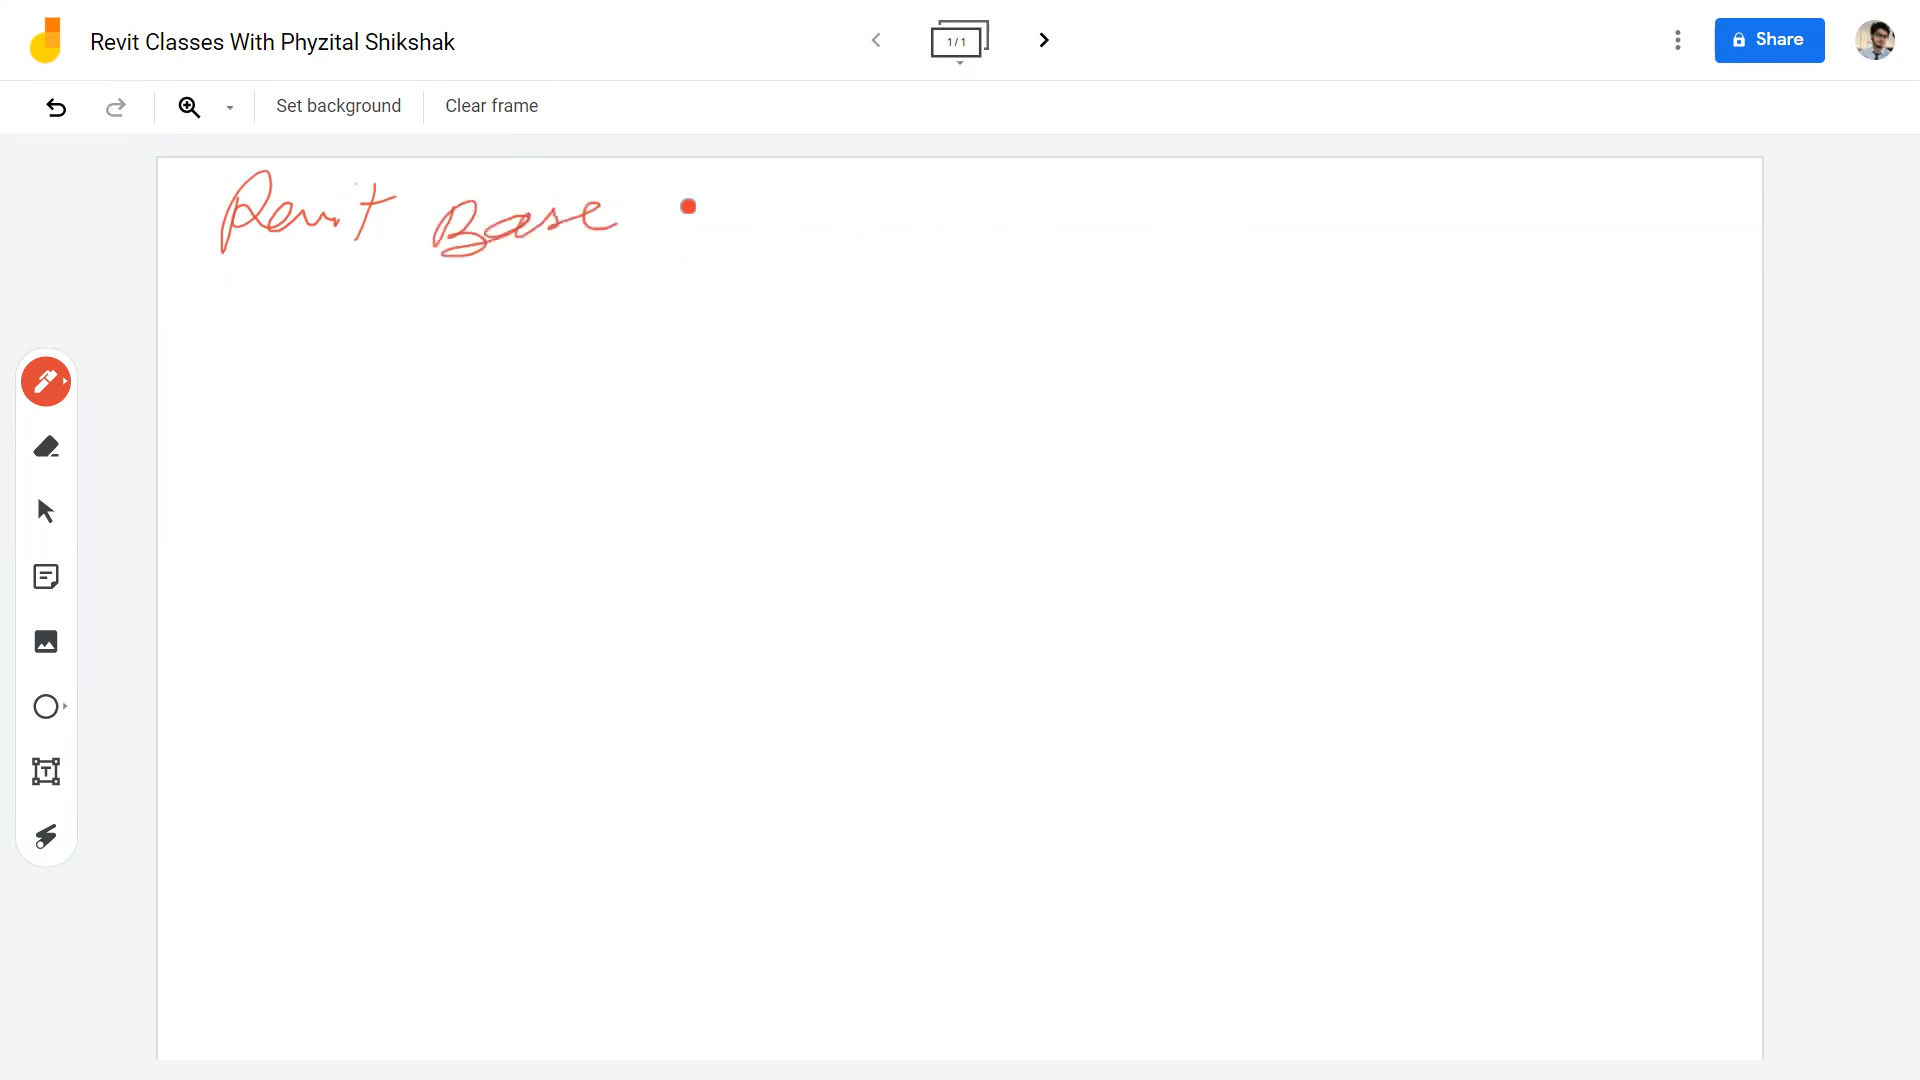 Revit Classes With Phyzital Shikshak
1/1
Share
Set background
Clear frame
Revit Base
T